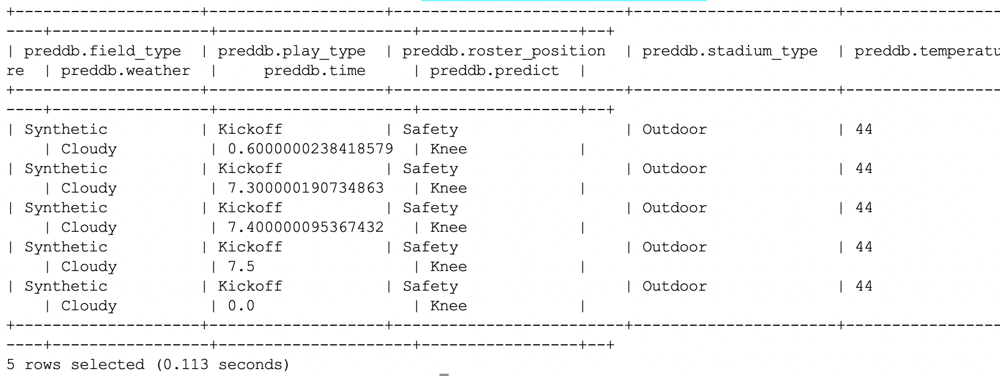 +--------------------+-------------------+-------------------------+----------------------+-----------------
----+-----------------+---------------------+-----------------+--+
| preddb.field_type  | preddb.play_type  | preddb.roster_position  | preddb.stadium_type  | preddb.temperatu
re  | preddb.weather  |     preddb.time     | preddb.predict  |
+--------------------+-------------------+-------------------------+----------------------+-----------------
----+-----------------+---------------------+-----------------+--+
| Synthetic          | Kickoff           | Safety                  | Outdoor              | 44
    | Cloudy          | 0.6000000238418579  | Knee            |
| Synthetic          | Kickoff           | Safety                  | Outdoor              | 44
    | Cloudy          | 7.300000190734863   | Knee            |
| Synthetic          | Kickoff           | Safety                  | Outdoor              | 44
    | Cloudy          | 7.400000095367432   | Knee            |
| Synthetic          | Kickoff           | Safety                  | Outdoor              | 44
    | Cloudy          | 7.5                 | Knee            |
| Synthetic          | Kickoff           | Safety                  | Outdoor              | 44
    | Cloudy          | 0.0                 | Knee            |
+--------------------+-------------------+-------------------------+----------------------+-----------------
----+-----------------+---------------------+-----------------+--+
5 rows selected (0.113 seconds)